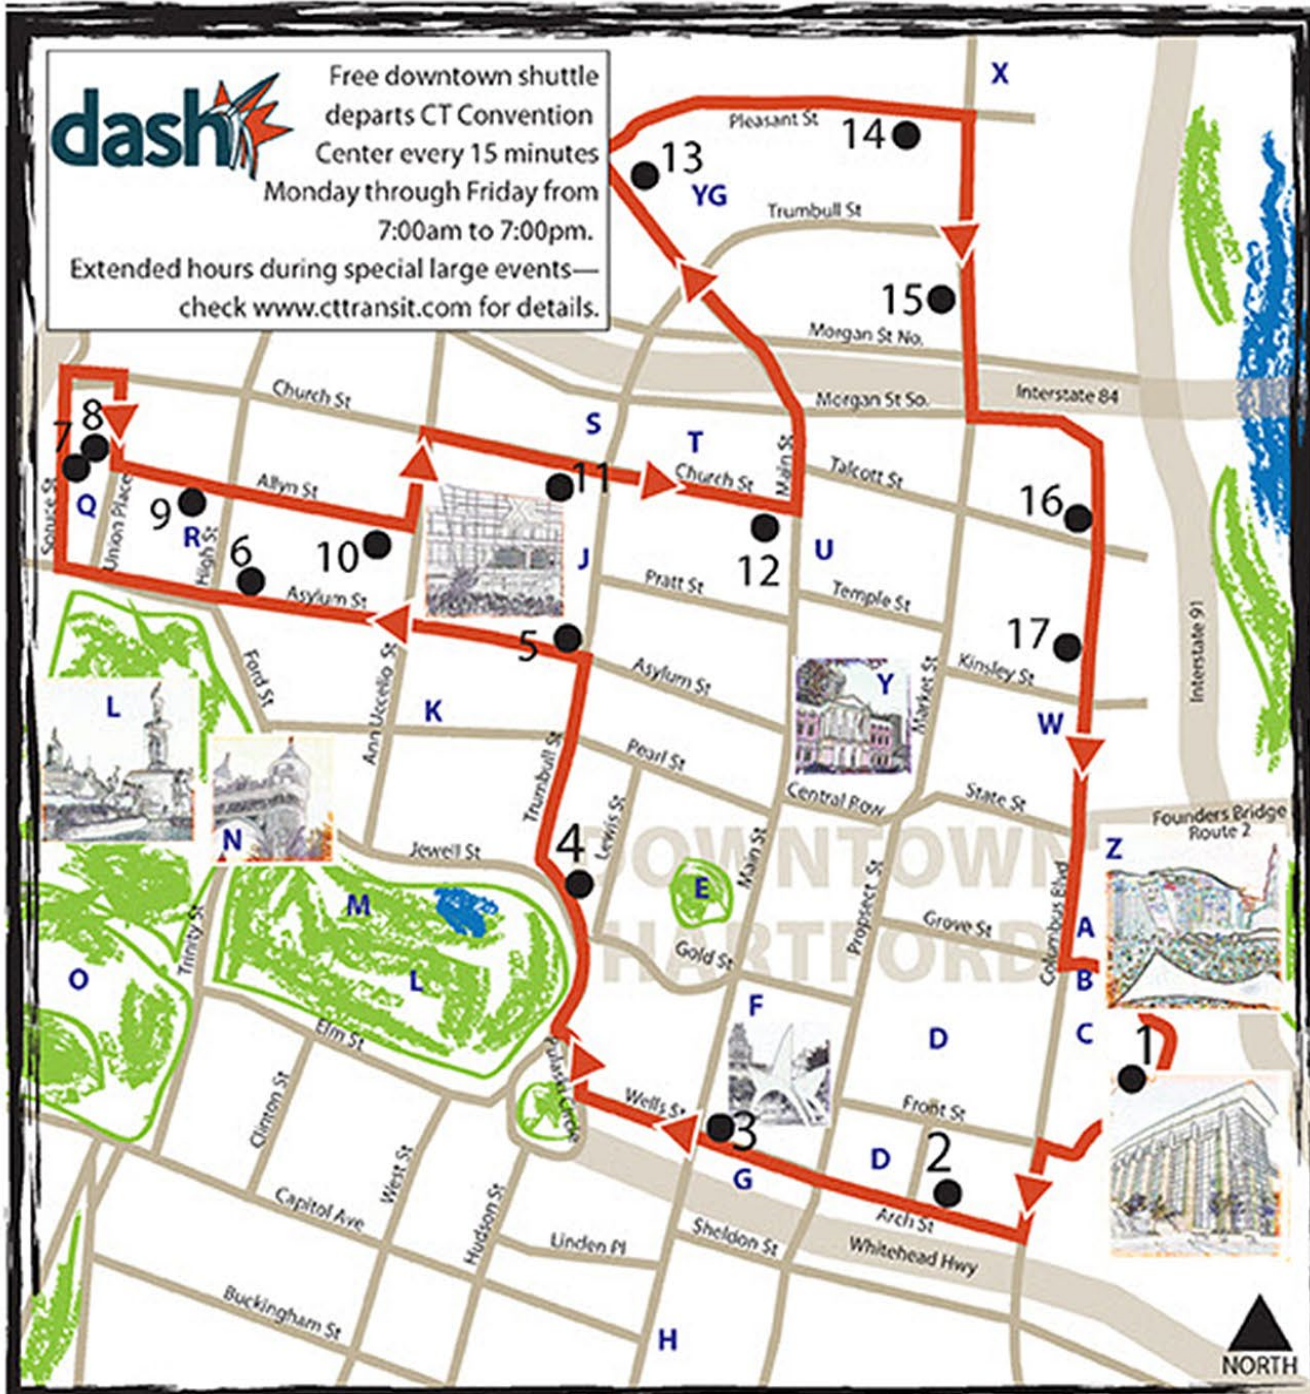 dash
Free downtown shuttle
departs CT Convention
Center every 15 minutes
Monday through Friday from
7:00am to 7:00pm.
Extended hours during special large events—
check www.cttransit.com for details.
X
Pleasant St
14
13
YG
Trumbull St
15
Morgan St No.
Interstate 84
Church St
Morgan St So.
S
T
8
7
11
Church St
Main St
Talcott St
Allyn St
Spruce St
Q
Union Place
9
R
High St
6
10
J
12
U
16
Asylum St
Pratt St
Temple St
5
17
Interstate 91
Ford St
Ann Uccello St
Asylum St
Market St
Kinsley St
L
K
Y
W
Trumbull St
Pearl St
Central Row
State St
Founders Bridge
Route 2
N
Jewell St
4
Lewis St
DOWNTOWN
HARTFORD
Main St
Z
M
E
Prospect St
Grove St
Columbus Blvd
A
Trinity St
Gold St
B
O
L
F
D
C
1
Elm St
Pulaski Circle
Wells St
3
Front St
Clinton St
G
D
2
West St
Arch St
Capitol Ave
Hudson St
Linden Pl
Sheldon St
Whitehead Hwy
Buckingham St
H
NORTH